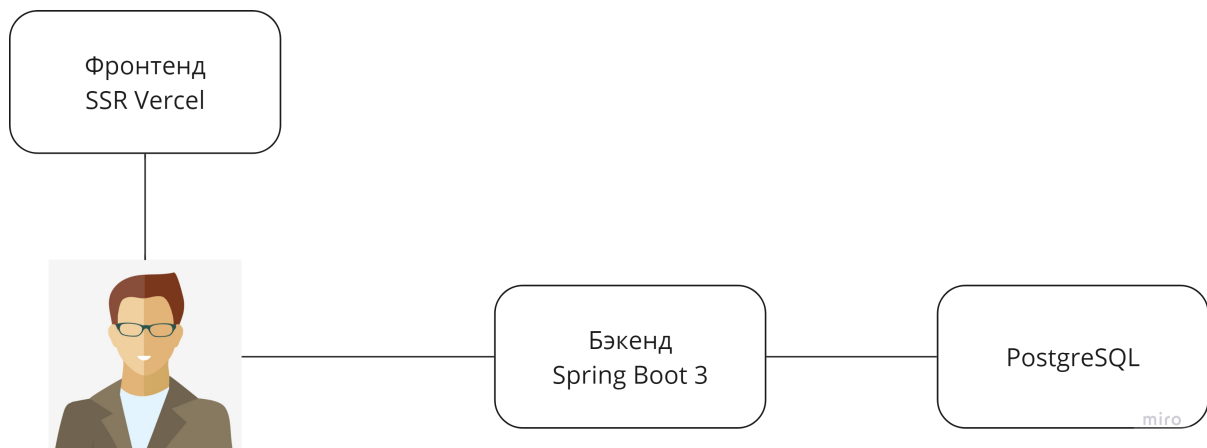 Фронтенд
SSR Vercel
Бэкенд
Spring Boot 3
PostgreSQL
miro